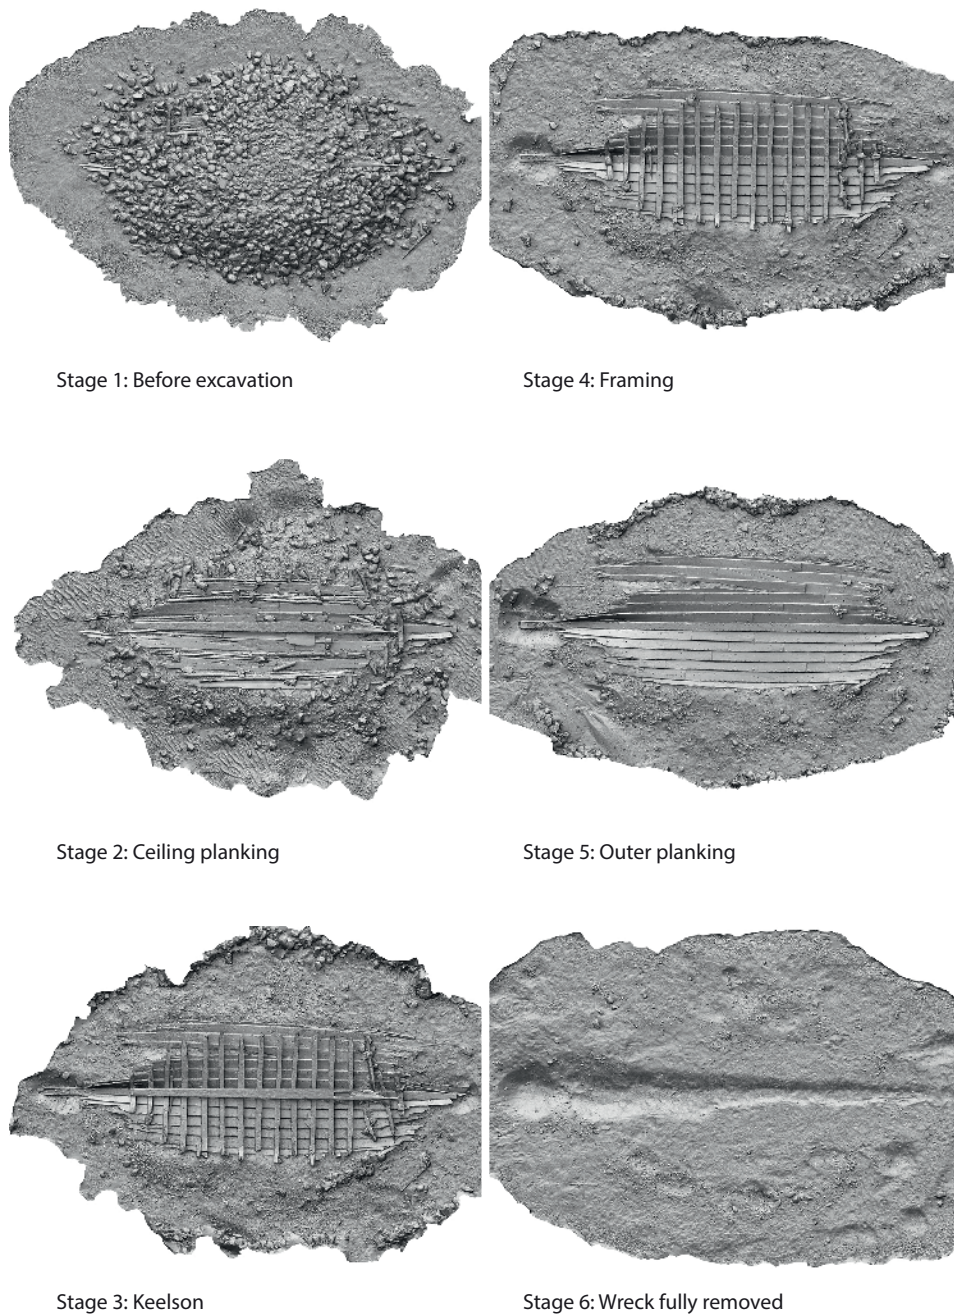 Stage 1: Before excavation
Stage 4: Framing
Stage 2: Ceiling planking
Stage 5: Outer planking
Stage 3: Keelson
Stage 6: Wreck fully removed